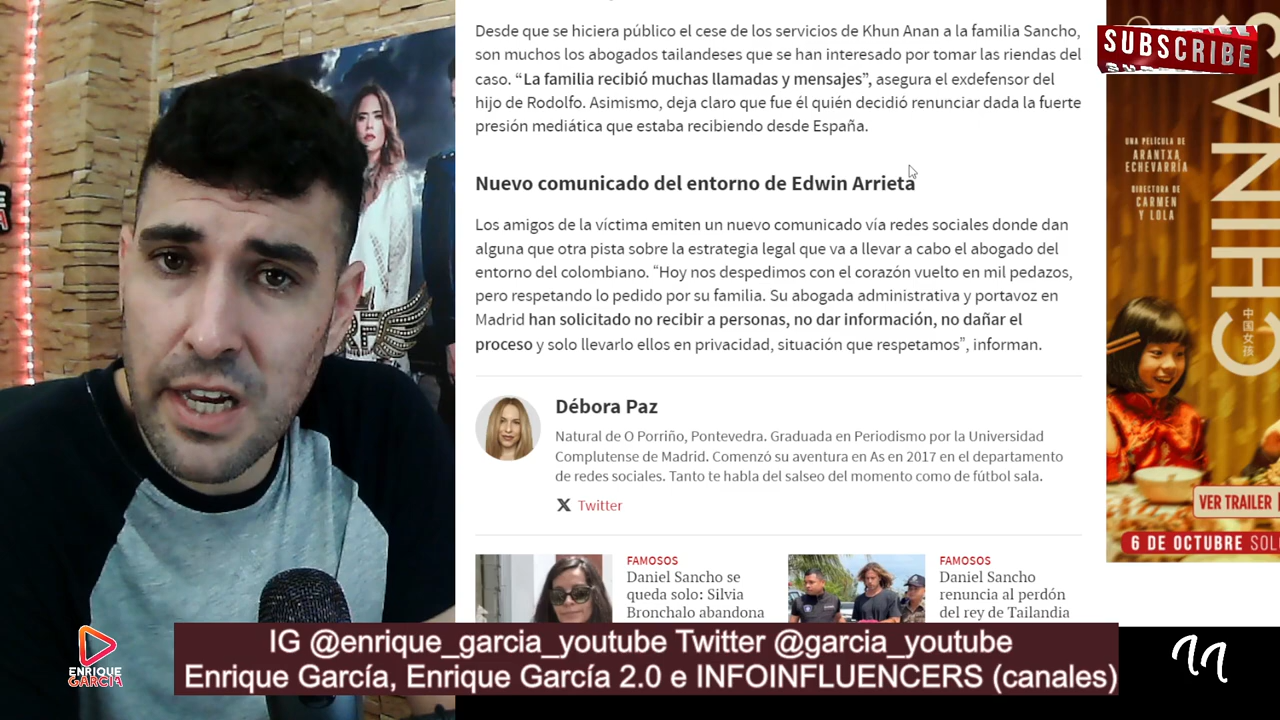 Desde que se hiciera público el cese de los servicios de Khun Anan a la familia Sancho,
son muchos los abogados tailandeses que se han interesado por tomar las riendas del
caso. “La familia recibió muchas llamadas y mensajes”, asegura el exdefensor del
hijo de Rodolfo. Asimismo, deja claro que fue él quién decidió renunciar dada la fuerte
presión mediática que estaba recibiendo desde España.
Nuevo comunicado del entorno de Edwin Arrieta
Los amigos de la víctima emiten un nuevo comunicado vía redes sociales donde dan
alguna que otra pista sobre la estrategia legal que va a llevar a cabo el abogado del
entorno del colombiano. “Hoy nos despedimos con el corazón vuelto en mil pedazos,
pero respetando lo pedido por su familia. Su abogada administrativa y portavoz en
Madrid han solicitado no recibir a personas, no dar información, no dañar el
proceso y solo llevarlo ellos en privacidad, situación que respetamos”, informan.
Débora Paz
Natural de O Porriño, Pontevedra. Graduada en Periodismo por la Universidad
Complutense de Madrid. Comenzó su aventura en As en 2017 en el departamento
de redes sociales. Tanto te habla del salseo del momento como de fútbol sala.
Twitter
FAMOSOS
Daniel Sancho se
queda solo: Silvia
Bronchalo abandona
FAMOSOS
Daniel Sancho
renuncia al perdón
del rey de Tailandia
SUBSCRIBE
UNA PELÍCULA DE
ARANTXA
ECHEVARRÍA
DIRECTORA DE
CARMEN
Y LOLA
CHINAS
中国女孩
VER TRAILER
6 DE OCTUBRE SOLO
ENRIQUE
GARCÍA
IG @enrique_garcia_youtube Twitter @garcia_youtube
Enrique García, Enrique García 2.0 e INFOINFLUENCERS (canales)